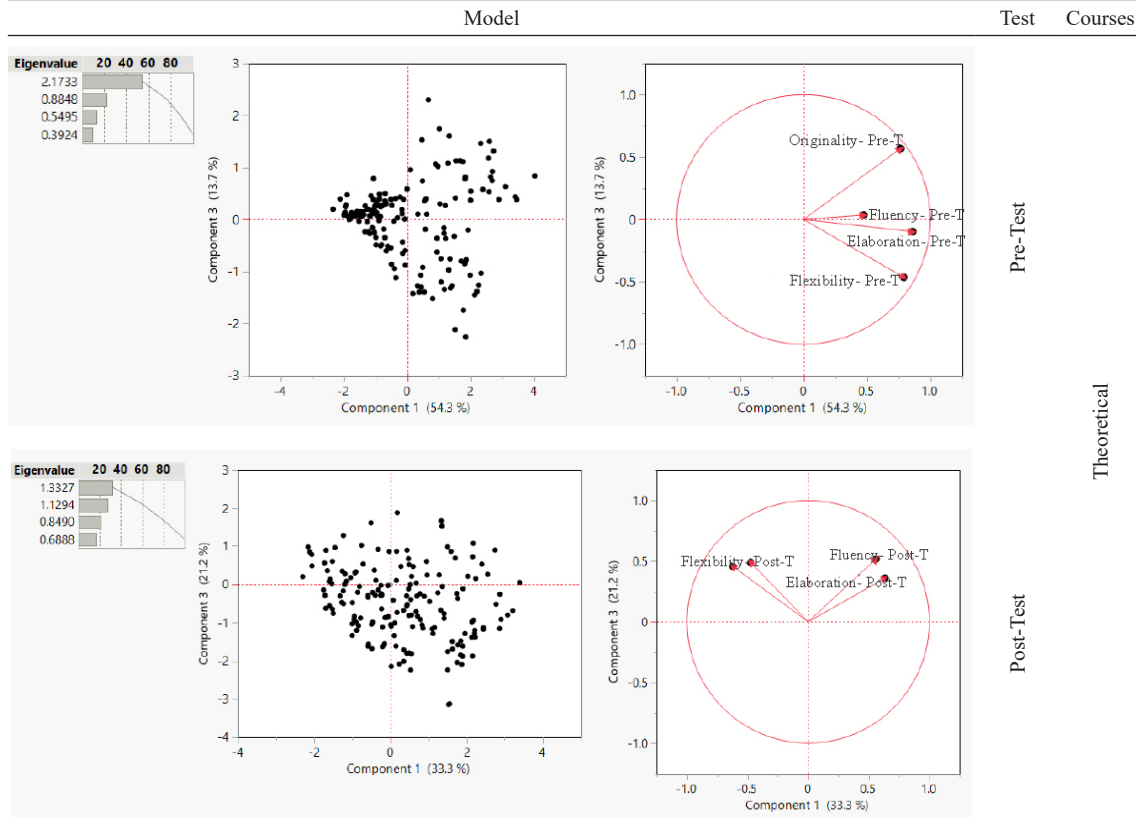 Model Test Courses
Eigenvalue 20 40 60 80
2.1733
0.8848
0.5495
0.3924
3
2
1
0
-1
-2
-3
Component 3 (13.7 %)
-4 -2 0 2 4
Component 1 (54.3 %)
1.0
0.5
0
-0.5
-1.0
Component 3 (13.7 %)
Originality- Pre-T
Fluency- Pre-T
Elaboration- Pre-T
Flexibility- Pre-T
-1.0 -0.5 0 0.5 1.0
Component 1 (54.3 %)
Pre-Test
Theoretical
Eigenvalue 20 40 60 80
1.3327
1.1294
0.8490
0.6888
3
2
1
0
-1
-2
-3
-4
Component 3 (21.2 %)
-4 -2 0 2 4
Component 1 (33.3 %)
1.0
0.5
0
-0.5
-1.0
Component 3 (21.2 %)
Flexibility- Post-T
Fluency- Post-T
Elaboration- Post-T
-1.0 -0.5 0 0.5 1.0
Component 1 (33.3 %)
Post-Test